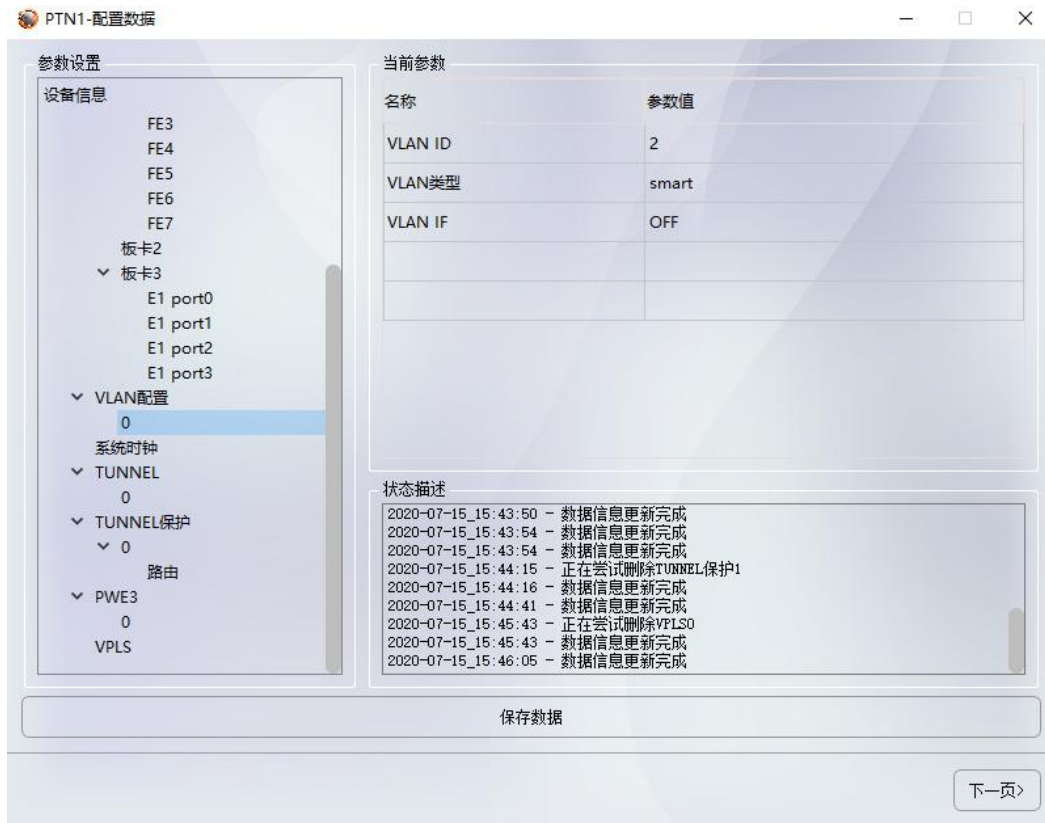 PTN1-配置数据
参数设置
设备信息
FE3
FE4
FE5
FE6
FE7
板卡2
板卡3
E1 port0
E1 port1
E1 port2
E1 port3
VLAN配置
0
系统时钟
TUNNEL
0
TUNNEL保护
0
路由
PWE3
0
VPLS
当前参数
名称 参数值
VLAN ID 2
VLAN类型 smart
VLAN IF OFF
状态描述
2020-07-15_15:43:50 - 数据信息更新完成
2020-07-15_15:43:54 - 数据信息更新完成
2020-07-15_15:43:54 - 数据信息更新完成
2020-07-15_15:44:15 - 正在尝试删除TUNNEL保护1
2020-07-15_15:44:16 - 数据信息更新完成
2020-07-15_15:44:41 - 数据信息更新完成
2020-07-15_15:45:43 - 正在尝试删除VPLS0
2020-07-15_15:45:43 - 数据信息更新完成
2020-07-15_15:46:05 - 数据信息更新完成
保存数据
下一页>